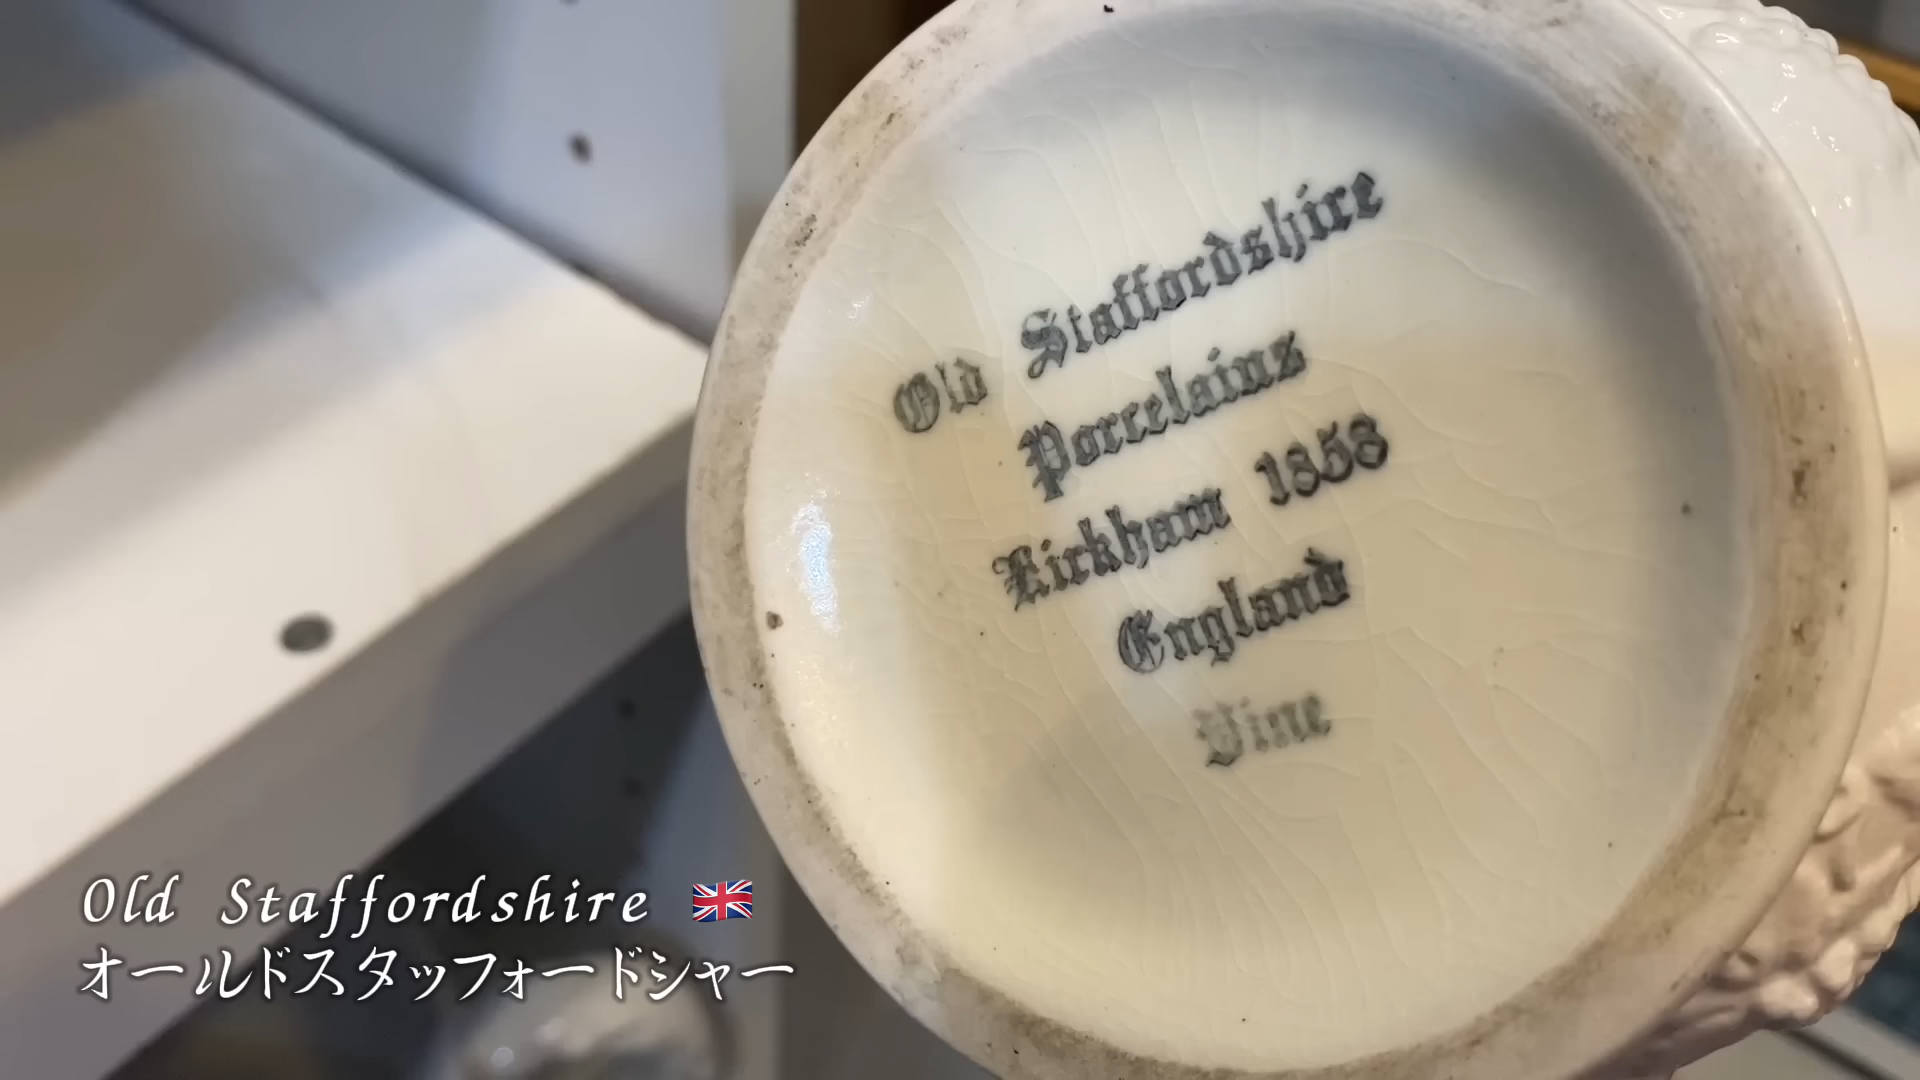 Old Staffordshire
Porcelains
Kirkham 1858
England
Vine
Old Staffordshire 🇬🇧
オールドスタッフォードシャー